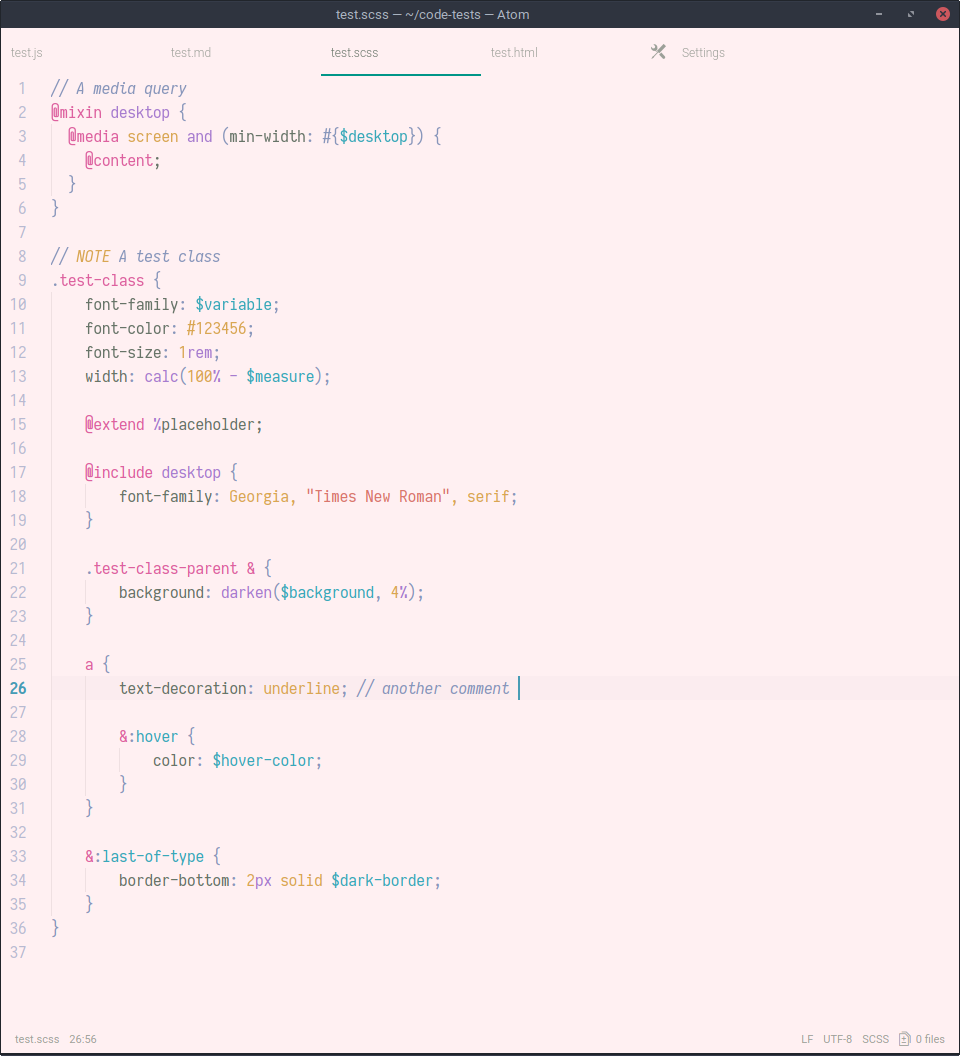 test.scss — ~/code-tests — Atom
test.js test.md test.scss test.html Settings
1 // A media query
2 @mixin desktop {
3   @media screen and (min-width: #{$desktop}) {
4     @content;
5   }
6 }
7
8 // NOTE A test class
9 .test-class {
10     font-family: $variable;
11     font-color: #123456;
12     font-size: 1rem;
13     width: calc(100% - $measure);
14
15     @extend %placeholder;
16
17     @include desktop {
18         font-family: Georgia, "Times New Roman", serif;
19     }
20
21     .test-class-parent & {
22         background: darken($background, 4%);
23     }
24
25     a {
26         text-decoration: underline; // another comment
27
28         &:hover {
29             color: $hover-color;
30         }
31     }
32
33     &:last-of-type {
34         border-bottom: 2px solid $dark-border;
35     }
36 }
37
test.scss 26:56 LF UTF-8 SCSS 0 files